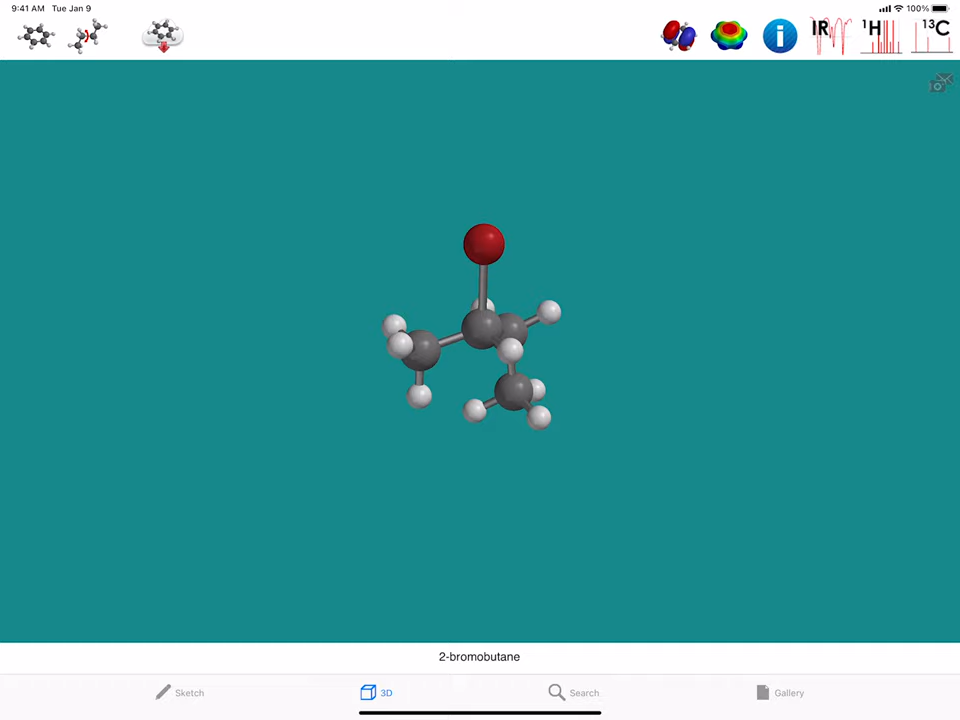 9:41 AM Tue Jan 9
100%
IR
¹H
¹³C
2-bromobutane
Sketch
3D
Search
Gallery